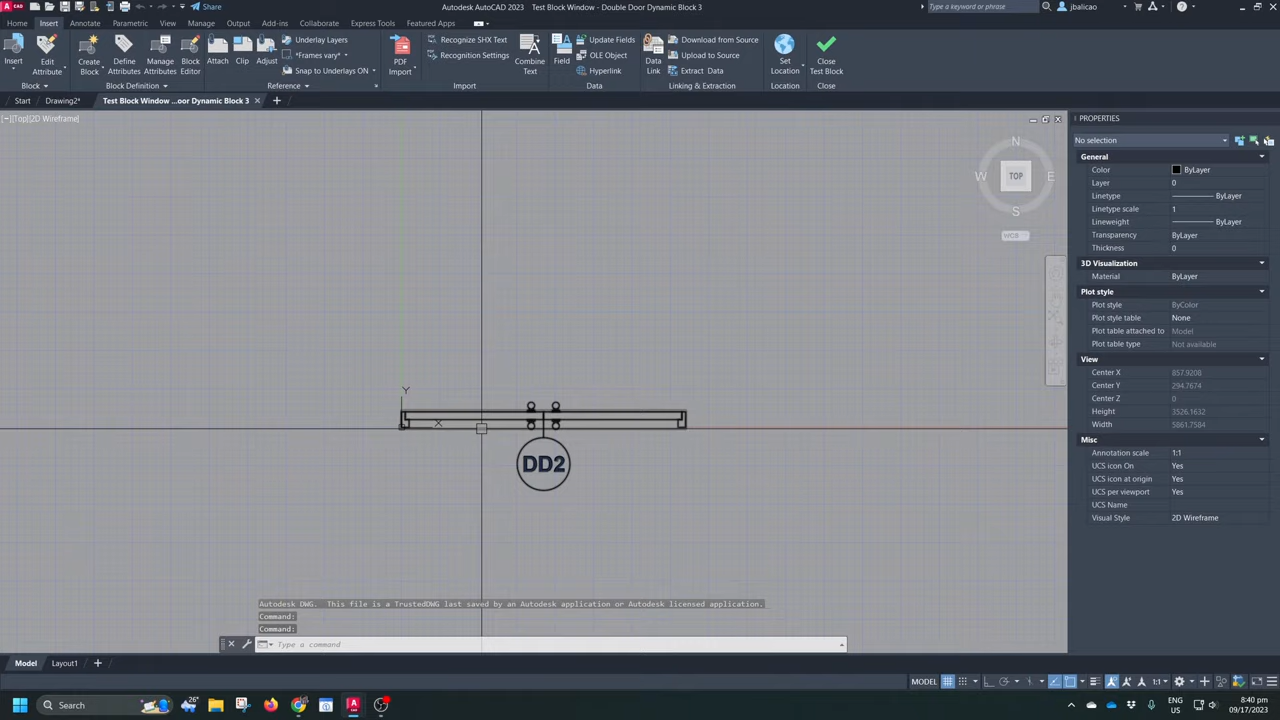 Share
Autodesk AutoCAD 2023 Test Block Window - Double Door Dynamic Block 3
Type a keyword or phrase
jbalicao
CAD
Home Insert Annotate Parametric View Manage Output Add-ins Collaborate Express Tools Featured Apps
Insert
Edit
Attribute
Create
Block
Define
Attributes
Manage
Attributes
Block
Editor
Attach
Clip
Adjust
Underlay Layers
*Frames vary*
Snap to Underlays ON
PDF
Import
Recognize SHX Text
Recognition Settings
Combine
Text
Field
Update Fields
OLE Object
Hyperlink
Data
Link
Download from Source
Upload to Source
Extract Data
Set
Location
Close
Test Block
Block
Block Definition
Reference
Import
Data
Linking & Extraction
Location
Close
Start
Drawing2*
Test Block Window ...oor Dynamic Block 3
[−][Top][2D Wireframe]
N
W
TOP
E
S
WCS
Y
X
DD2
PROPERTIES
No selection
General
Color ByLayer
Layer 0
Linetype ByLayer
Linetype scale 1
Lineweight ByLayer
Transparency ByLayer
Thickness 0
3D Visualization
Material ByLayer
Plot style
Plot style ByColor
Plot style table None
Plot table attached to Model
Plot table type Not available
View
Center X 857.9208
Center Y 294.7674
Center Z 0
Height 3526.1632
Width 5861.7584
Misc
Annotation scale 1:1
UCS icon On Yes
UCS icon at origin Yes
UCS per viewport Yes
UCS Name
Visual Style 2D Wireframe
Autodesk DWG. This file is a TrustedDWG last saved by an Autodesk application or Autodesk licensed application.
Command:
Command:
Type a command
Model
Layout1
MODEL
1:1
Search
26°
ENG
US
8:40 pm
09/17/2023